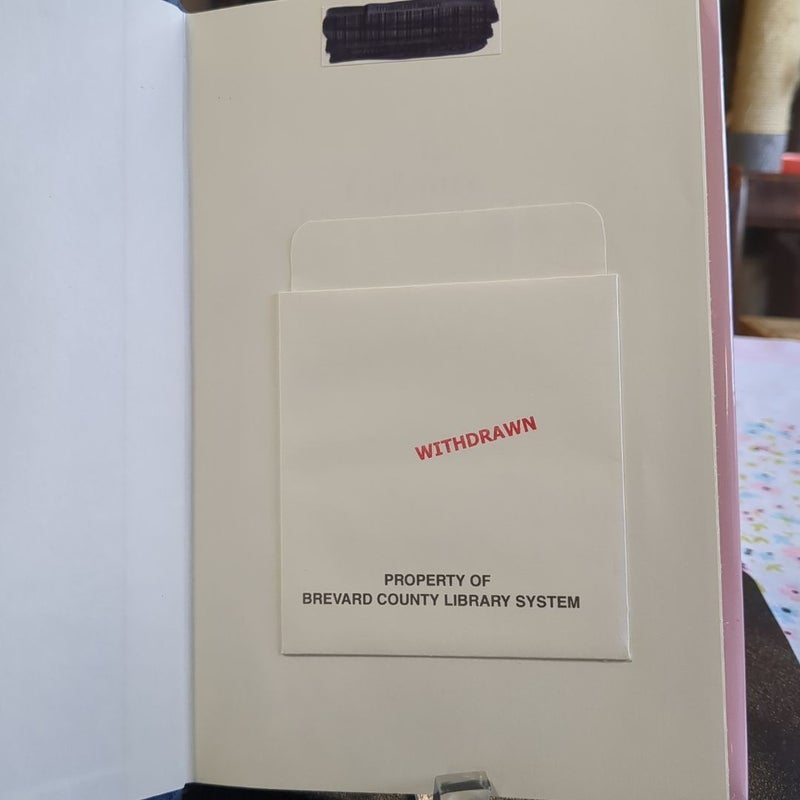 WITHDRAWN
PROPERTY OF
BREVARD COUNTY LIBRARY SYSTEM